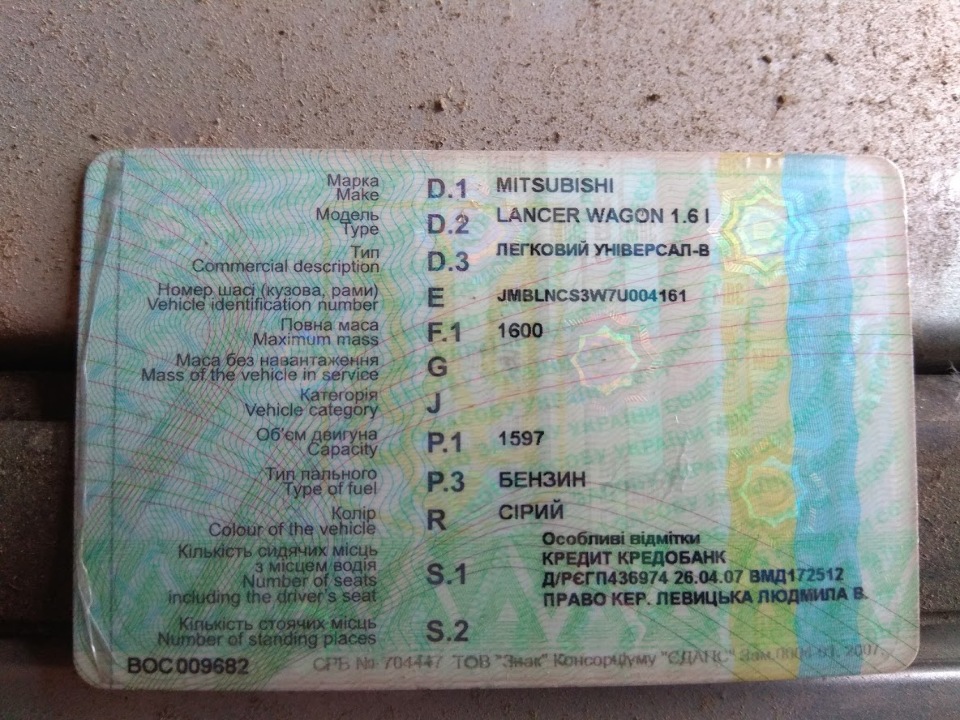 Марка
Make D.1 MITSUBISHI
Модель
Type D.2 LANCER WAGON 1.6 I
Тип
Commercial description D.3 ЛЕГКОВИЙ УНІВЕРСАЛ-В
Номер шасі (кузова, рами)
Vehicle identification number E JMBLNCS3W7U004161
Повна маса
Maximum mass F.1 1600
Маса без навантаження
Mass of the vehicle in service G
Категорія
Vehicle category J
Об'єм двигуна
Capacity P.1 1597
Тип пального
Type of fuel P.3 БЕНЗИН
Колір
Colour of the vehicle R СІРИЙ
Кількість сидячих місць
з місцем водія
Number of seats
including the driver's seat S.1
Особливі відмітки
КРЕДИТ КРЕДОБАНК
Д/РЄГП436974 26.04.07 ВМД172512
ПРАВО КЕР. ЛЕВИЦЬКА ЛЮДМИЛА В.
Кількість стоячих місць
Number of standing places S.2
ВОС 009682 СРБ № 704447 ТОВ "Знак" Консорціуму "ЄДАПС" 2007.